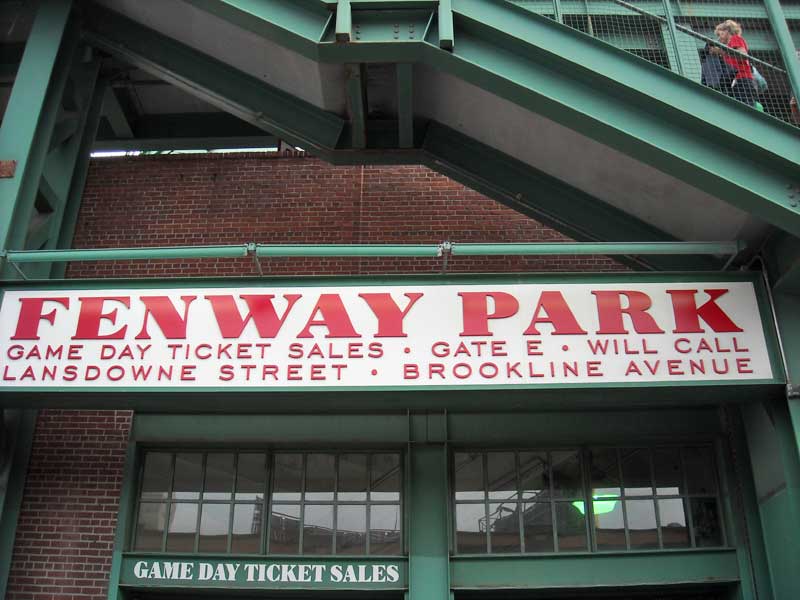 FENWAY PARK
GAME DAY TICKET SALES • GATE E • WILL CALL
LANSDOWNE STREET • BROOKLINE AVENUE
GAME DAY TICKET SALES